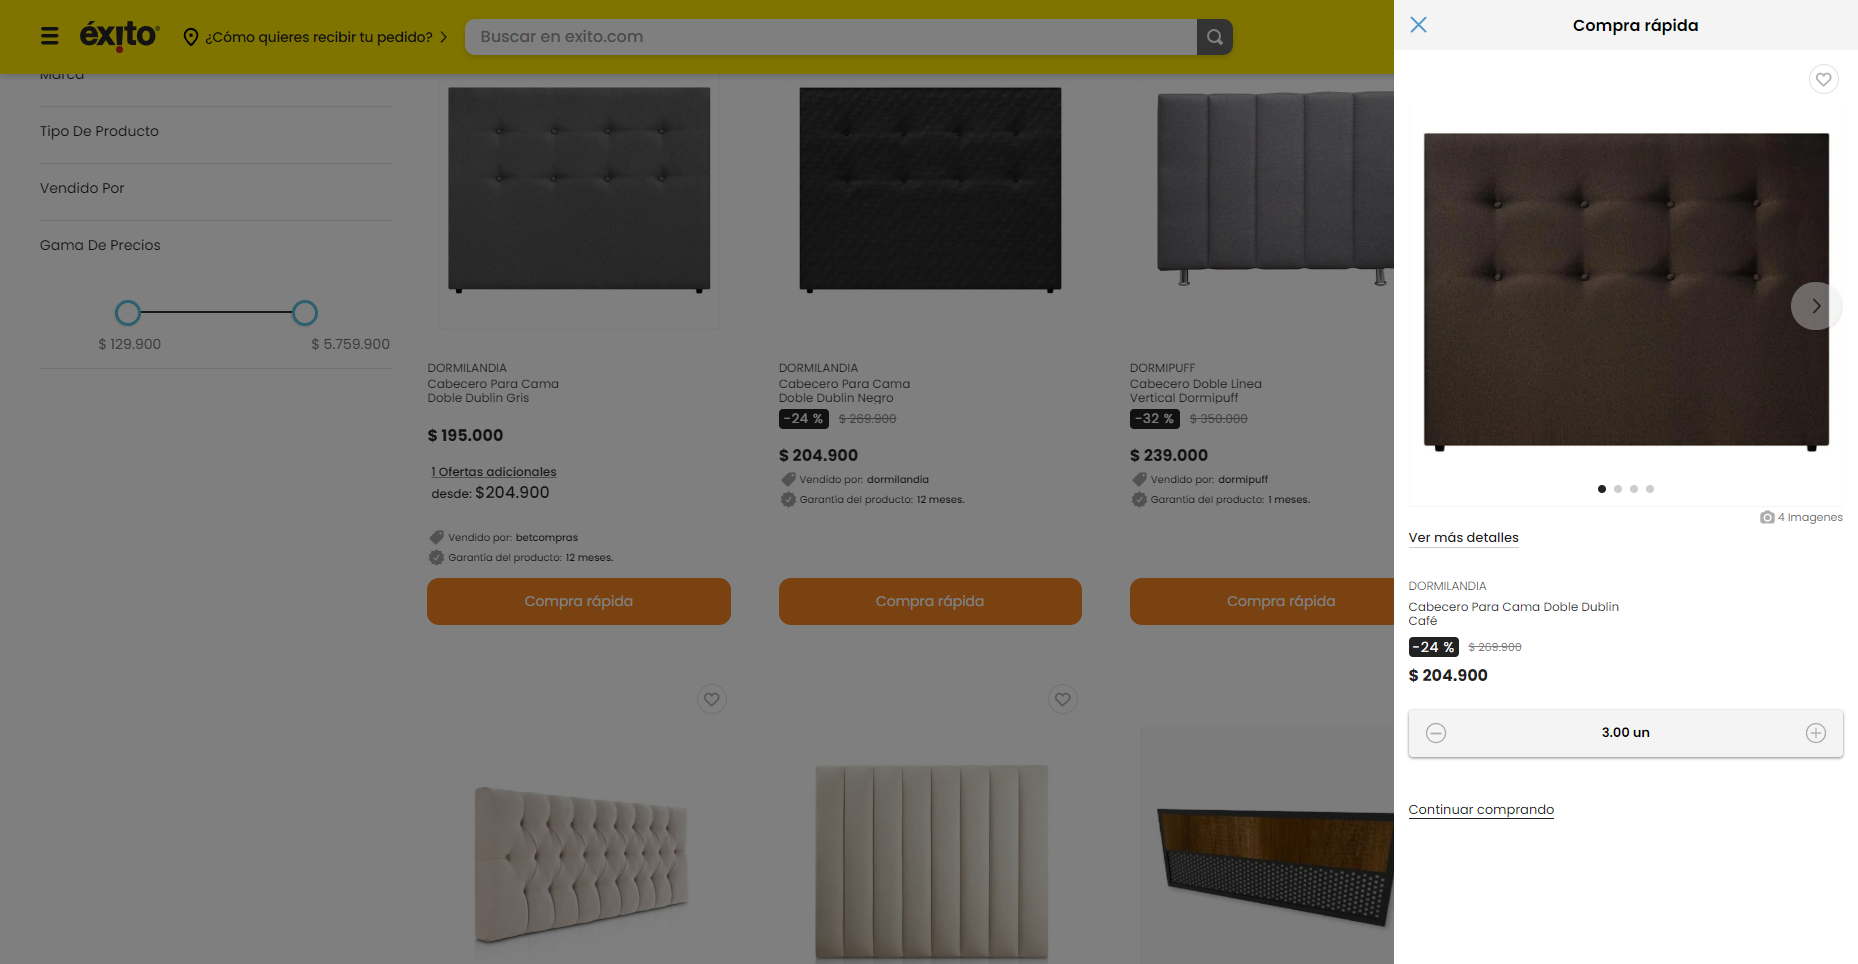 éxito
¿Cómo quieres recibir tu pedido?
Buscar en exito.com
Marca
Tipo De Producto
Vendido Por
Gama De Precios
$ 129.900
$ 5.759.900
DORMILANDIA
Cabecero Para Cama
Doble Dublin Gris
$ 195.000
1 Ofertas adicionales
desde: $204.900
Vendido por: betcompras
Garantía del producto: 12 meses.
Compra rápida
DORMILANDIA
Cabecero Para Cama
Doble Dublin Negro
-24 % $ 269.900
$ 204.900
Vendido por: dormilandia
Garantía del producto: 12 meses.
Compra rápida
DORMIPUFF
Cabecero Doble Linea
Vertical Dormipuff
-32 % $ 350.000
$ 239.000
Vendido por: dormipuff
Garantía del producto: 1 meses.
Compra rápida
Compra rápida
4 Imagenes
Ver más detalles
DORMILANDIA
Cabecero Para Cama Doble Dublin
Café
-24 % $ 269.900
$ 204.900
3.00 un
Continuar comprando